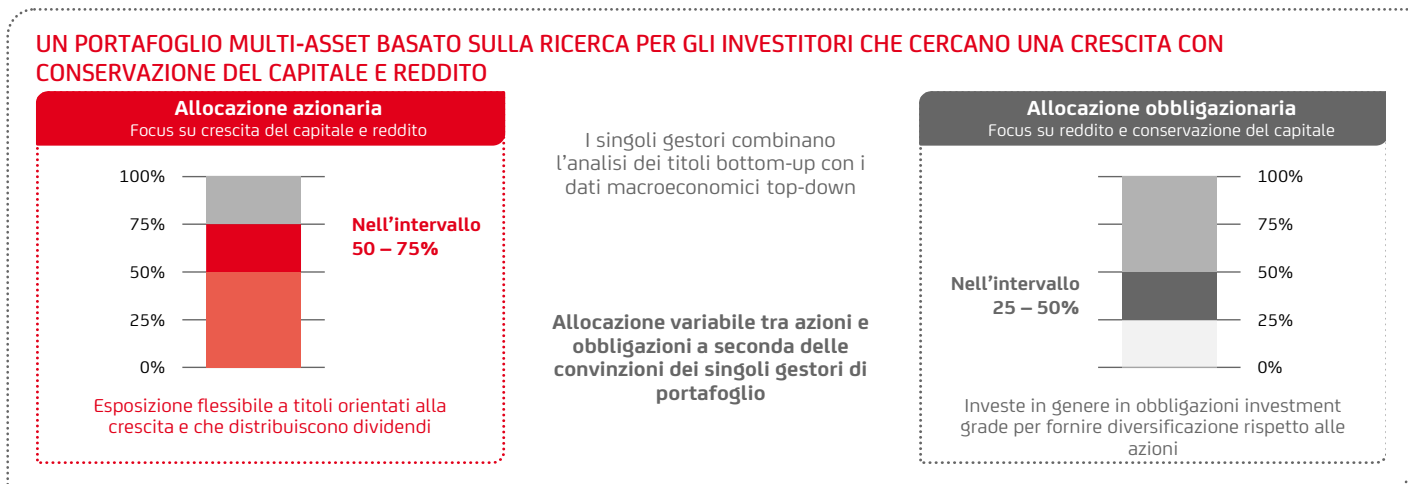 UN PORTAFOGLIO MULTI-ASSET BASATO SULLA RICERCA PER GLI INVESTITORI CHE CERCANO UNA CRESCITA CON
CONSERVAZIONE DEL CAPITALE E REDDITO
Allocazione azionaria
Focus su crescita del capitale e reddito
100%
75%
50%
25%
0%
Nell'intervallo
50 – 75%
Esposizione flessibile a titoli orientati alla
crescita e che distribuiscono dividendi
I singoli gestori combinano
l'analisi dei titoli bottom-up con i
dati macroeconomici top-down
Allocazione variabile tra azioni e
obbligazioni a seconda delle
convinzioni dei singoli gestori di
portafoglio
Allocazione obbligazionaria
Focus su reddito e conservazione del capitale
Nell'intervallo
25 – 50%
100%
75%
50%
25%
0%
Investe in genere in obbligazioni investment
grade per fornire diversificazione rispetto alle
azioni